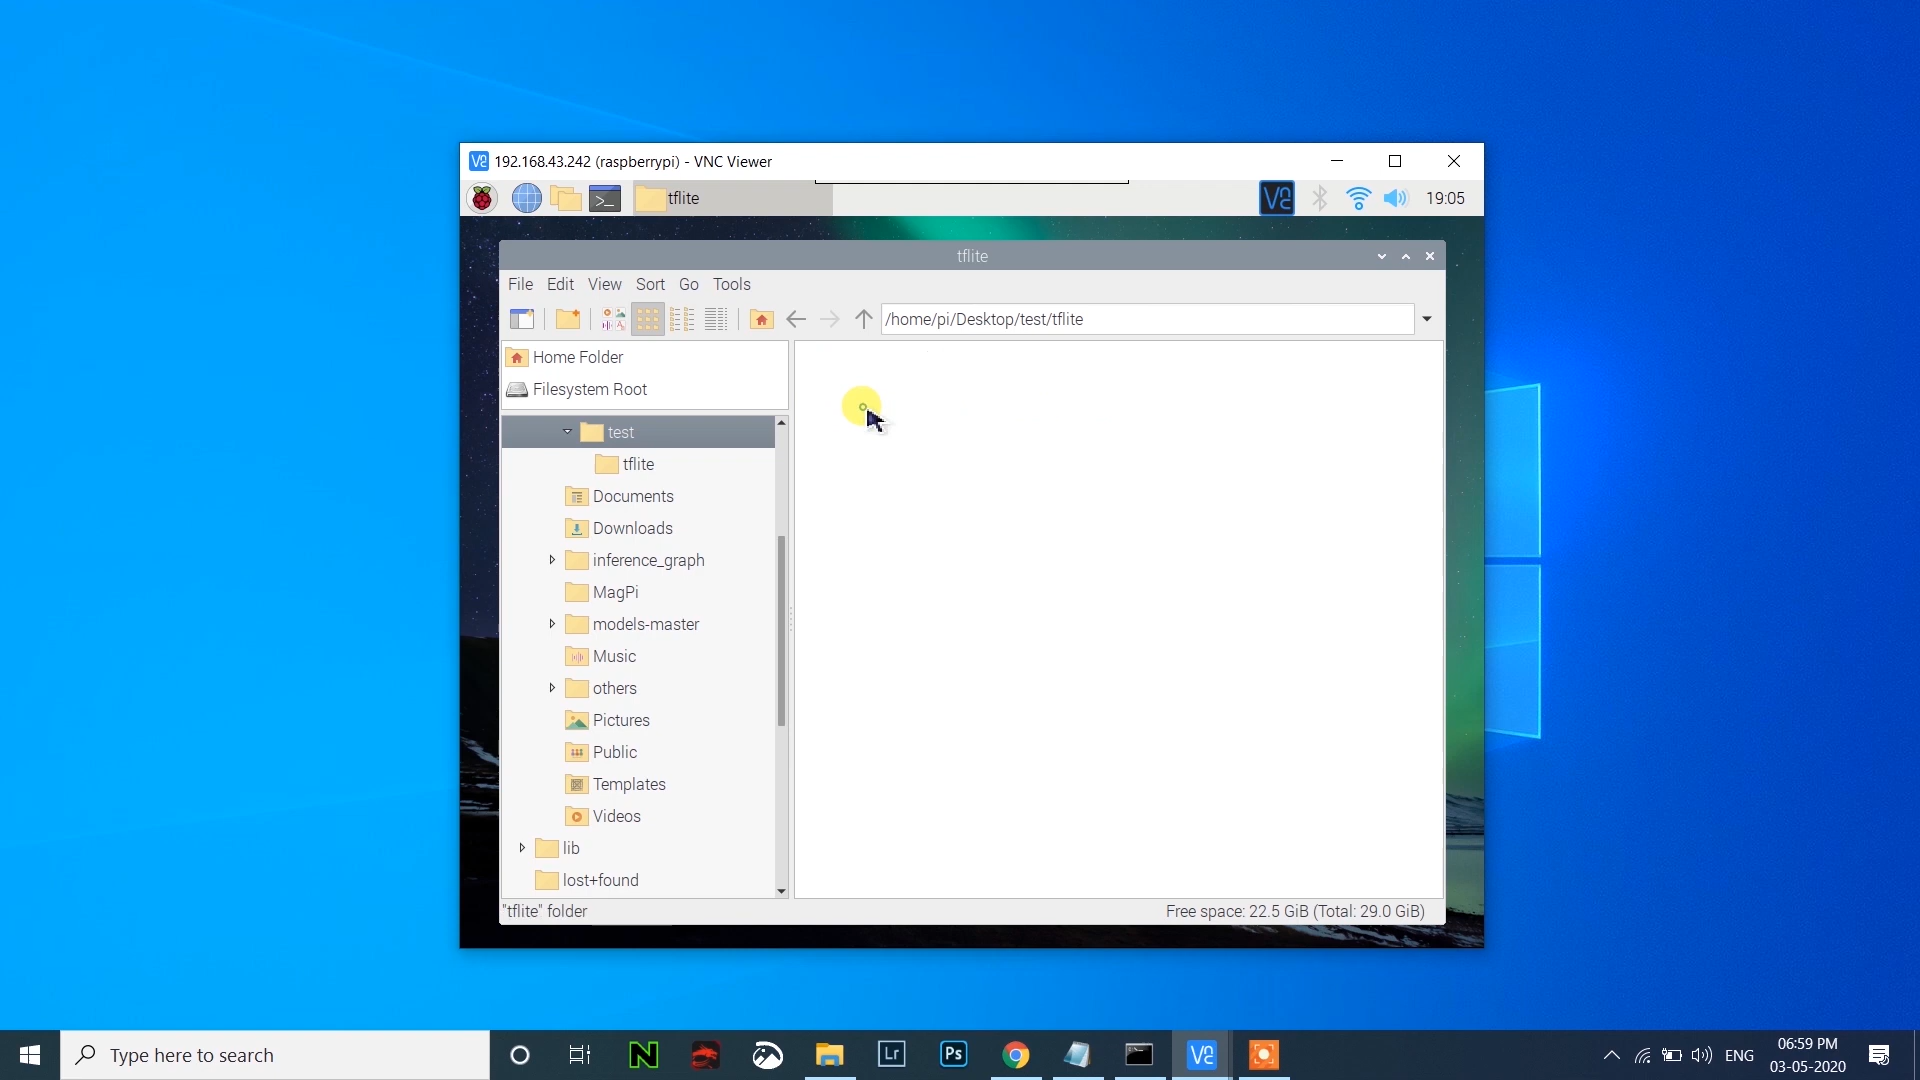 192.168.43.242 (raspberrypi) - VNC Viewer
tflite
19:05
tflite
File Edit View Sort Go Tools
/home/pi/Desktop/test/tflite
Home Folder
Filesystem Root
test
tflite
Documents
Downloads
inference_graph
MagPi
models-master
Music
others
Pictures
Public
Templates
Videos
lib
lost+found
"tflite" folder
Free space: 22.5 GiB (Total: 29.0 GiB)
Type here to search
Lr
Ps
ENG
06:59 PM
03-05-2020